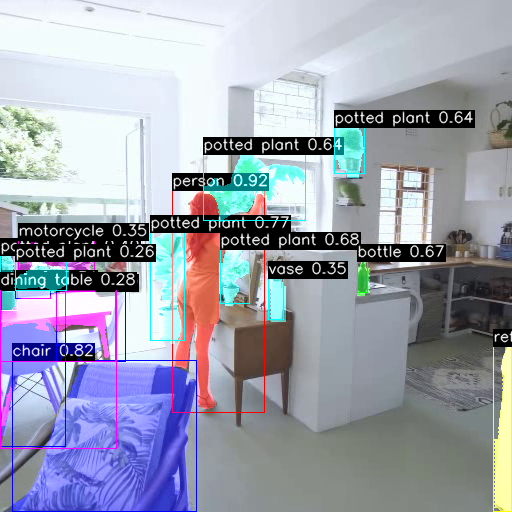 potted plant 0.64
potted plant 0.64
person 0.92
potted plant 0.77
motorcycle 0.35
potted plant 0.68
potted plant 0.26
bottle 0.67
vase 0.35
dining table 0.28
ref
chair 0.82